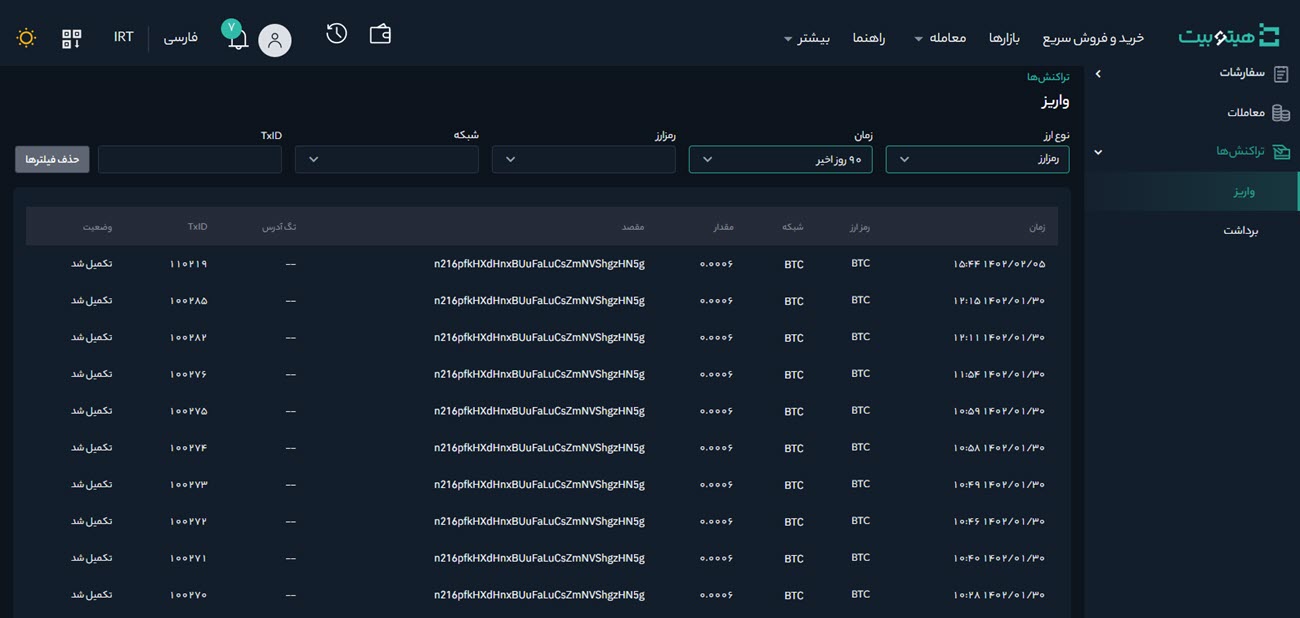 هیتوبیت خرید و فروش سریع بازارها معامله راهنما بیشتر ۷ فارسی IRT
سفارشات
معاملات
تراکنش‌ها
واریز
برداشت
تراکنش‌ها
واریز
نوع ارز زمان رمزارز شبکه TxID
رمزارز ۹۰ روز اخیر حذف فیلترها
زمان رمز ارز شبکه مقدار مقصد تگ آدرس TxID وضعیت
۱۴۰۲/۰۲/۰۵ ۱۵:۴۴ BTC BTC ۰.۰۰۰۶ n216pfkHXdHnxBUuFaLuCsZmNVShgzHN5g -- ۱۱۰۲۱۹ تکمیل شد
۱۴۰۲/۰۱/۳۰ ۱۲:۱۵ BTC BTC ۰.۰۰۰۶ n216pfkHXdHnxBUuFaLuCsZmNVShgzHN5g -- ۱۰۰۲۸۵ تکمیل شد
۱۴۰۲/۰۱/۳۰ ۱۲:۱۱ BTC BTC ۰.۰۰۰۶ n216pfkHXdHnxBUuFaLuCsZmNVShgzHN5g -- ۱۰۰۲۸۲ تکمیل شد
۱۴۰۲/۰۱/۳۰ ۱۱:۵۴ BTC BTC ۰.۰۰۰۶ n216pfkHXdHnxBUuFaLuCsZmNVShgzHN5g -- ۱۰۰۲۷۶ تکمیل شد
۱۴۰۲/۰۱/۳۰ ۱۰:۵۹ BTC BTC ۰.۰۰۰۶ n216pfkHXdHnxBUuFaLuCsZmNVShgzHN5g -- ۱۰۰۲۷۵ تکمیل شد
۱۴۰۲/۰۱/۳۰ ۱۰:۵۸ BTC BTC ۰.۰۰۰۶ n216pfkHXdHnxBUuFaLuCsZmNVShgzHN5g -- ۱۰۰۲۷۴ تکمیل شد
۱۴۰۲/۰۱/۳۰ ۱۰:۴۹ BTC BTC ۰.۰۰۰۶ n216pfkHXdHnxBUuFaLuCsZmNVShgzHN5g -- ۱۰۰۲۷۳ تکمیل شد
۱۴۰۲/۰۱/۳۰ ۱۰:۴۶ BTC BTC ۰.۰۰۰۶ n216pfkHXdHnxBUuFaLuCsZmNVShgzHN5g -- ۱۰۰۲۷۲ تکمیل شد
۱۴۰۲/۰۱/۳۰ ۱۰:۴۰ BTC BTC ۰.۰۰۰۶ n216pfkHXdHnxBUuFaLuCsZmNVShgzHN5g -- ۱۰۰۲۷۱ تکمیل شد
۱۴۰۲/۰۱/۳۰ ۱۰:۲۸ BTC BTC ۰.۰۰۰۶ n216pfkHXdHnxBUuFaLuCsZmNVShgzHN5g -- ۱۰۰۲۷۰ تکمیل شد